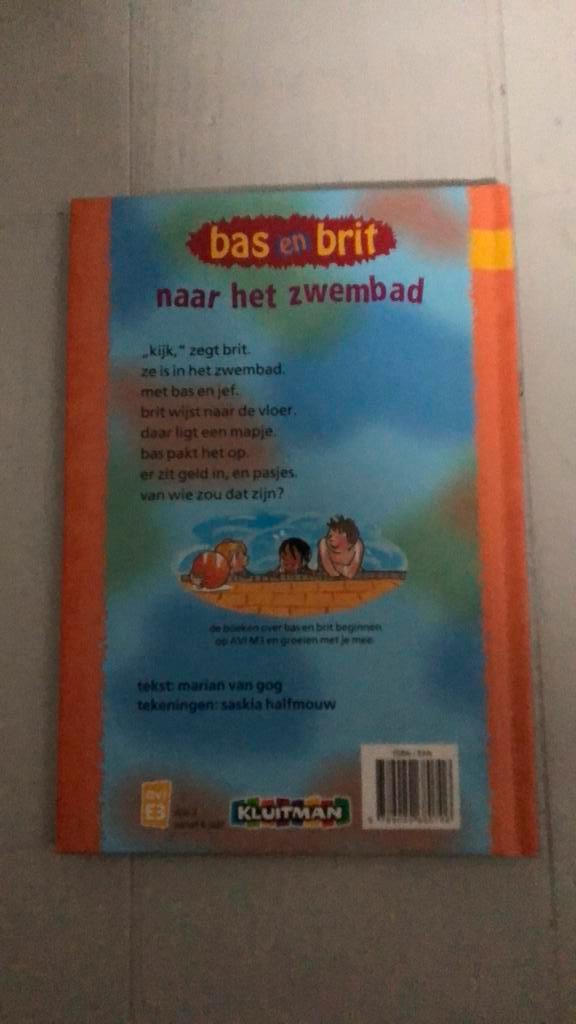 bas en brit
naar het zwembad
„kijk,” zegt brit.
ze is in het zwembad.
met bas en jef.
brit wijst naar de vloer.
daar ligt een mapje.
bas pakt het op.
er zit geld in, en pasjes.
van wie zou dat zijn?
de boeken over bas en brit beginnen
op AVI M3 en groeien met je mee.
tekst: marian van gog
tekeningen: saskia halfmouw
AVI
E3
KLUITMAN